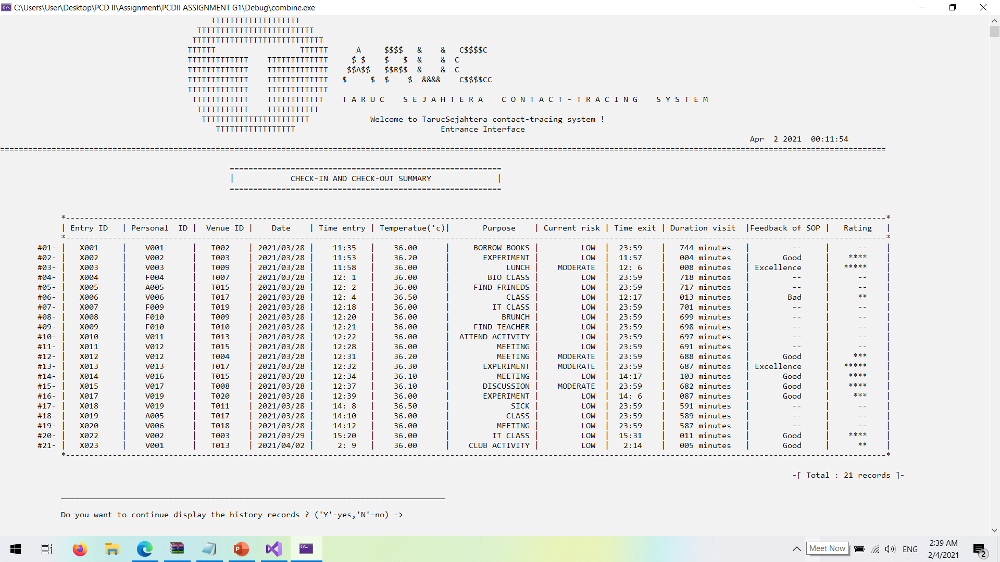 C:\Users\User\Desktop\PCD II\Assignment\PCDII ASSIGNMENT G1\Debug\combine.exe
TTTTTTTTTTTTTTTTTTT
TTTTTTTTTTTTTTTTTTTTTTTTT
TTTTTTTTTTTTTTTTTTTTTTTTTTTT
TTTTTT                  TTTTTT      A     $$$$   &    &   C$$$$C
TTTTTTTTTTTTT    TTTTTTTTTTTTT     $ $    $   $  &    &  C
TTTTTTTTTTTTT    TTTTTTTTTTTTT    $$A$$   $$R$$  &    &  C
TTTTTTTTTTTTT    TTTTTTTTTTTTT   $     $  $    $  &&&&    C$$$$CC
TTTTTTTTTTTTT    TTTTTTTTTTTTT
TTTTTTTTTTTT    TTTTTTTTTTTT    T A R U C    S E J A H T E R A    C O N T A C T - T R A C I N G    S Y S T E M
TTTTTTTTTTT    TTTTTTTTTTT
TTTTTTTTTTTTTTTTTTTTTTT             Welcome to TarucSejahtera contact-tracing system !
TTTTTTTTTTTTTTTTT                               Entrance Interface
Apr  2 2021  00:11:54
CHECK-IN AND CHECK-OUT SUMMARY
| Entry ID | Personal  ID | Venue ID | Date | Time entry | Temperatue('c)| Purpose | Current risk | Time exit | Duration visit |Feedback of SOP | Rating |
#01- | X001 | V001 | T002 | 2021/03/28 | 11:35 | 36.00 | BORROW BOOKS | LOW | 23:59 | 744 minutes | -- | -- |
#02- | X002 | V002 | T003 | 2021/03/28 | 11:53 | 36.20 | EXPERIMENT | LOW | 11:57 | 004 minutes | Good | **** |
#03- | X003 | V003 | T009 | 2021/03/28 | 11:58 | 36.00 | LUNCH | MODERATE | 12: 6 | 008 minutes | Excellence | ***** |
#04- | X004 | F004 | T007 | 2021/03/28 | 12: 1 | 36.00 | BIO CLASS | LOW | 23:59 | 718 minutes | -- | -- |
#05- | X005 | A005 | T015 | 2021/03/28 | 12: 2 | 36.00 | FIND FRINEDS | LOW | 23:59 | 717 minutes | -- | -- |
#06- | X006 | V006 | T017 | 2021/03/28 | 12: 4 | 36.50 | CLASS | LOW | 12:17 | 013 minutes | Bad | ** |
#07- | X007 | F009 | T019 | 2021/03/28 | 12:18 | 36.00 | IT CLASS | LOW | 23:59 | 701 minutes | -- | -- |
#08- | X008 | F010 | T009 | 2021/03/28 | 12:20 | 36.00 | BRUNCH | LOW | 23:59 | 699 minutes | -- | -- |
#09- | X009 | F010 | T010 | 2021/03/28 | 12:21 | 36.00 | FIND TEACHER | LOW | 23:59 | 698 minutes | -- | -- |
#10- | X010 | V011 | T013 | 2021/03/28 | 12:22 | 36.00 | ATTEND ACTIVITY | LOW | 23:59 | 697 minutes | -- | -- |
#11- | X011 | V012 | T015 | 2021/03/28 | 12:28 | 36.00 | MEETING | LOW | 23:59 | 691 minutes | -- | -- |
#12- | X012 | V012 | T004 | 2021/03/28 | 12:31 | 36.20 | MEETING | MODERATE | 23:59 | 688 minutes | Good | *** |
#13- | X013 | V013 | T017 | 2021/03/28 | 12:32 | 36.30 | EXPERIMENT | MODERATE | 23:59 | 687 minutes | Excellence | ***** |
#14- | X014 | V016 | T015 | 2021/03/28 | 12:34 | 36.10 | MEETING | LOW | 14:17 | 103 minutes | Good | **** |
#15- | X015 | V017 | T008 | 2021/03/28 | 12:37 | 36.10 | DISCUSSION | MODERATE | 23:59 | 682 minutes | Good | **** |
#16- | X017 | V019 | T020 | 2021/03/28 | 12:39 | 36.00 | EXPERIMENT | LOW | 14: 6 | 087 minutes | Good | *** |
#17- | X018 | V019 | T011 | 2021/03/28 | 14: 8 | 36.50 | SICK | LOW | 23:59 | 591 minutes | -- | -- |
#18- | X019 | A005 | T017 | 2021/03/28 | 14:10 | 36.00 | CLASS | LOW | 23:59 | 589 minutes | -- | -- |
#19- | X020 | V006 | T018 | 2021/03/28 | 14:12 | 36.00 | MEETING | LOW | 23:59 | 587 minutes | -- | -- |
#20- | X022 | V002 | T003 | 2021/03/29 | 15:20 | 36.00 | IT CLASS | LOW | 15:31 | 011 minutes | Good | **** |
#21- | X023 | V001 | T013 | 2021/04/02 | 2: 9 | 36.00 | CLUB ACTIVITY | LOW | 2:14 | 005 minutes | Good | ** |
-[ Total : 21 records ]-
Do you want to continue display the history records ? ('Y'-yes,'N'-no) ->
Meet Now
ENG
2:39 AM
2/4/2021
2